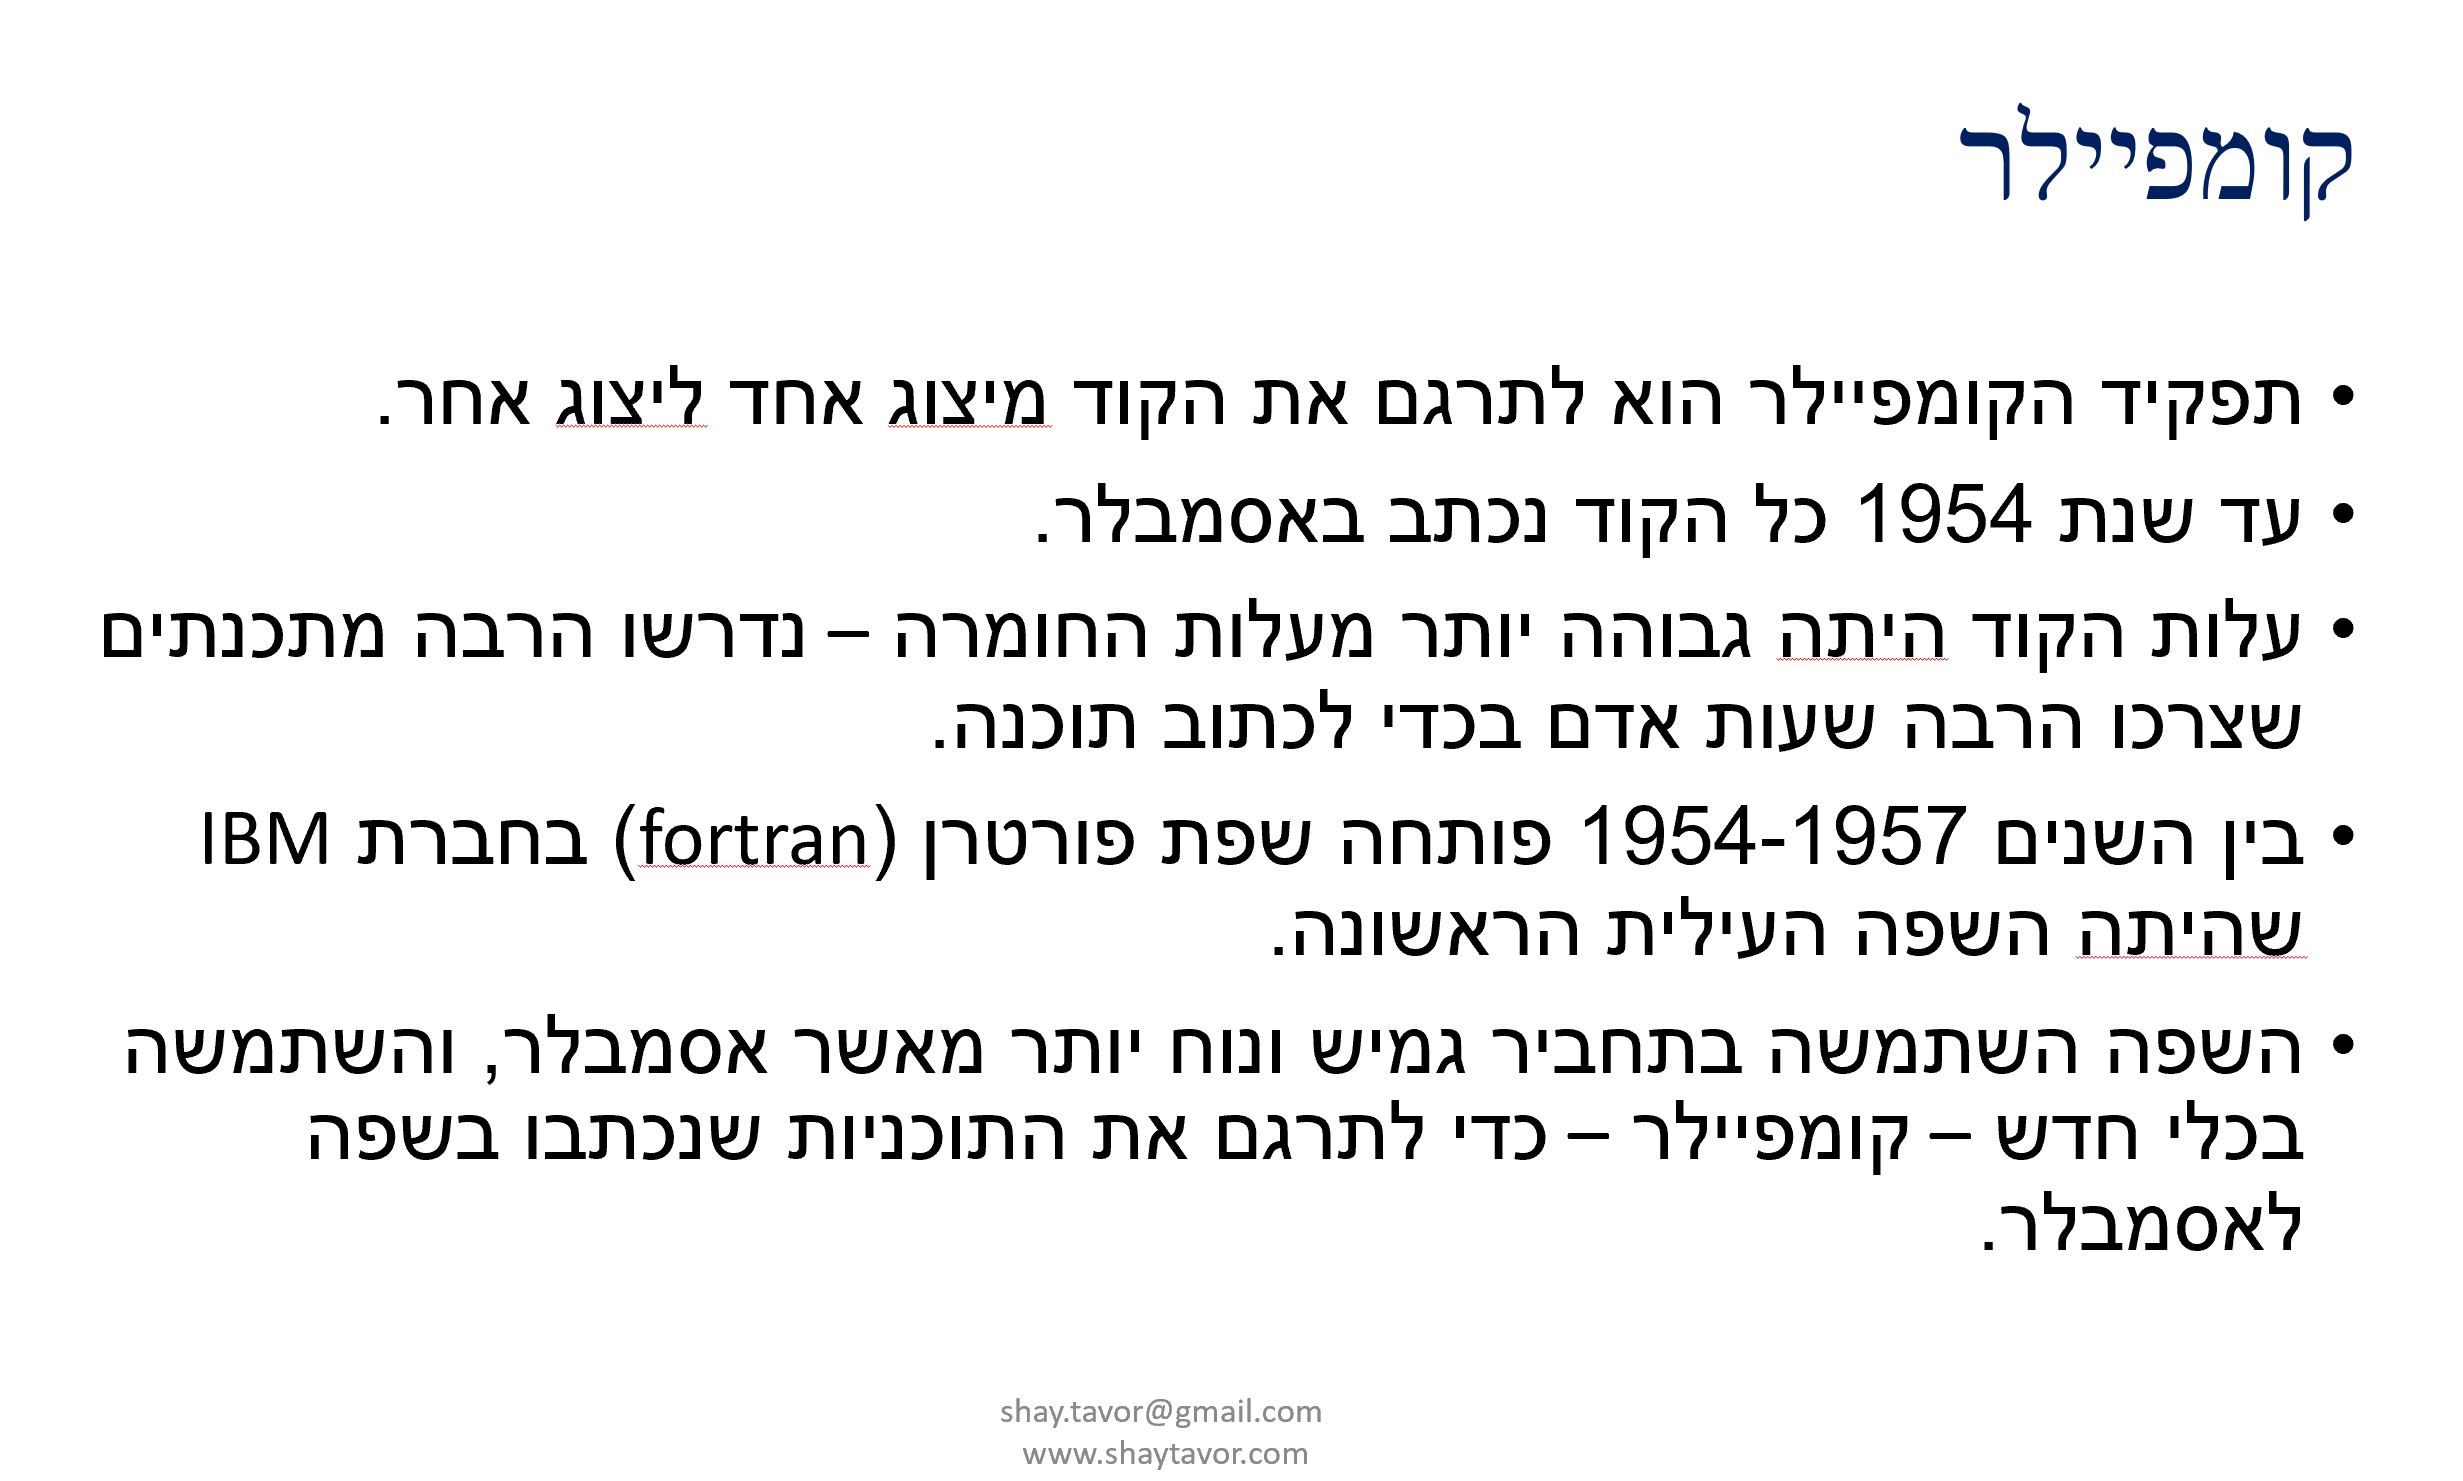 קומפיילר
• תפקיד הקומפיילר הוא לתרגם את הקוד מיצוג אחד ליצוג אחר.
• עד שנת 1954 כל הקוד נכתב באסמבלר.
• עלות הקוד היתה גבוהה יותר מעלות החומרה – נדרשו הרבה מתכנתים
שצרכו הרבה שעות אדם בכדי לכתוב תוכנה.
• בין השנים 1954-1957 פותחה שפת פורטרן (fortran) בחברת IBM
שהיתה השפה העילית הראשונה.
• השפה השתמשה בתחביר גמיש ונוח יותר מאשר אסמבלר, והשתמשה
בכלי חדש – קומפיילר – כדי לתרגם את התוכניות שנכתבו בשפה
לאסמבלר.
shay.tavor@gmail.com
www.shaytavor.com